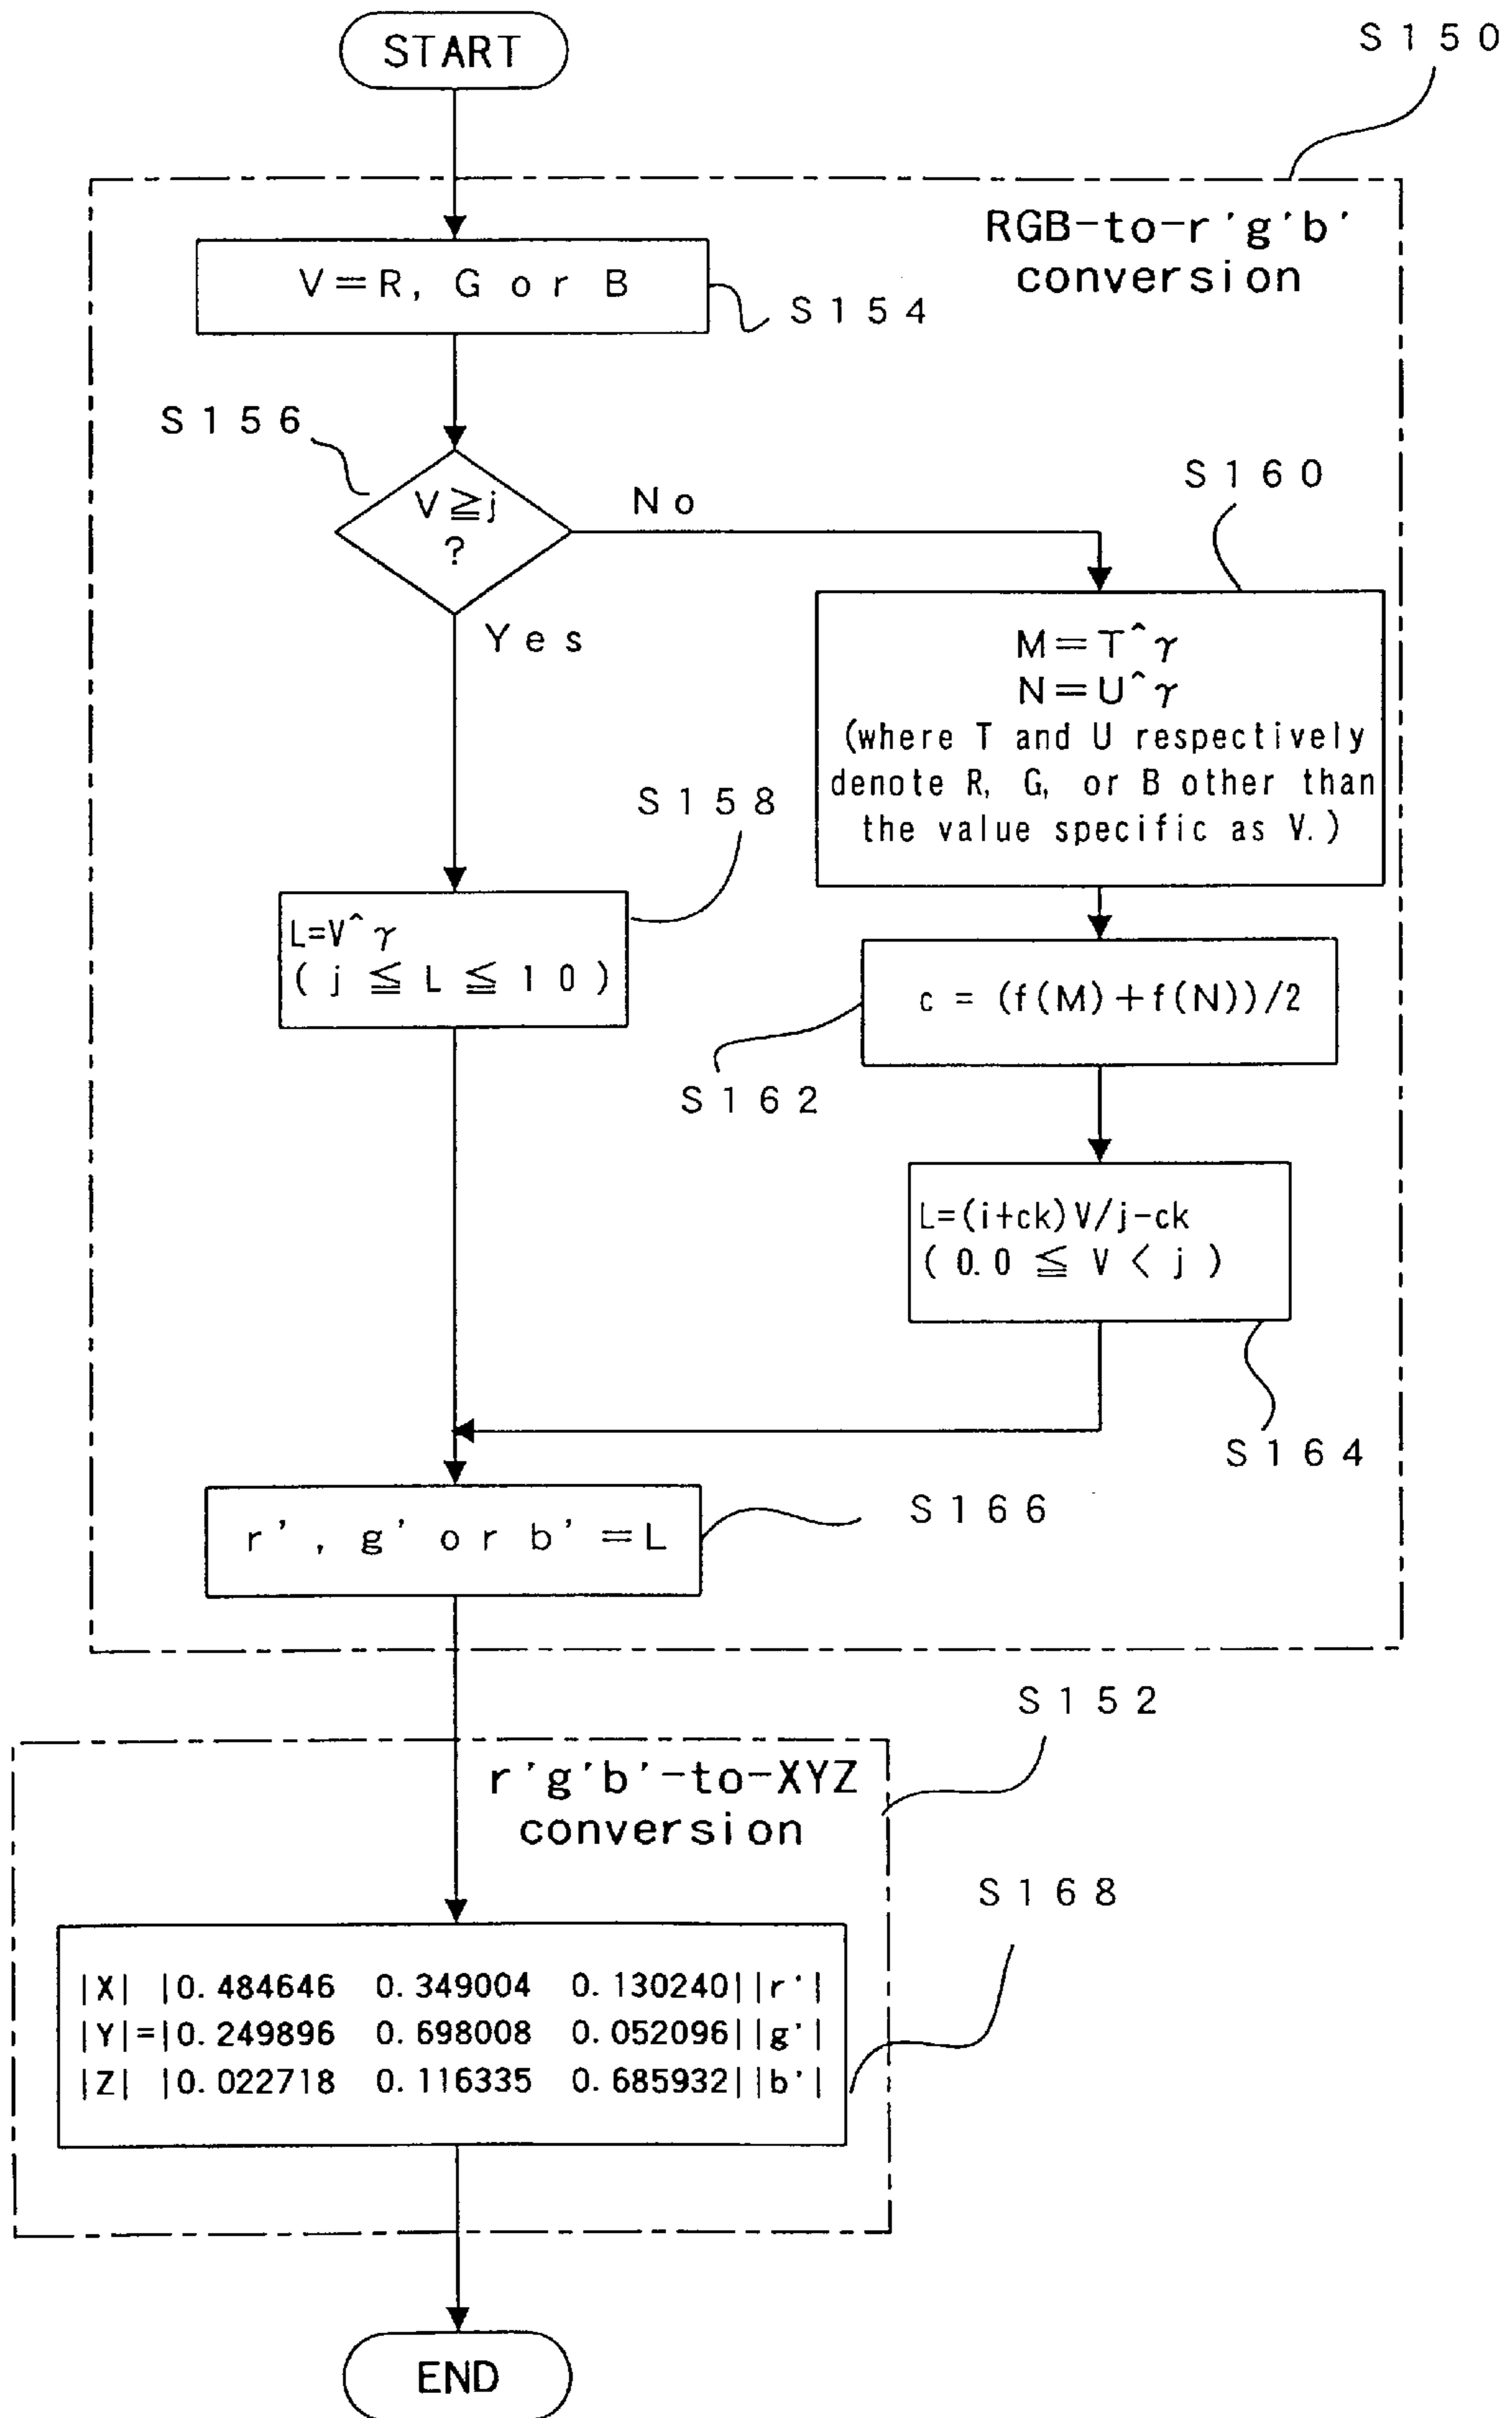 START
S150
RGB-to-r'g'b'
conversion
V=R, G or B
S154
S156
V≧j
?
No
Yes
S160
M=T^γ
N=U^γ
(where T and U respectively
denote R, G, or B other than
the value specific as V.)
S158
L=V^γ
(j ≦ L ≦ 10)
c = (f(M)+f(N))/2
S162
L=(i+ck)V/j-ck
(0.0 ≦ V < j)
S164
r', g' or b'=L
S166
S152
r'g'b'-to-XYZ
conversion
S168
|X| |0.484646 0.349004 0.130240||r'|
|Y|=|0.249896 0.698008 0.052096||g'|
|Z| |0.022718 0.116335 0.685932||b'|
END